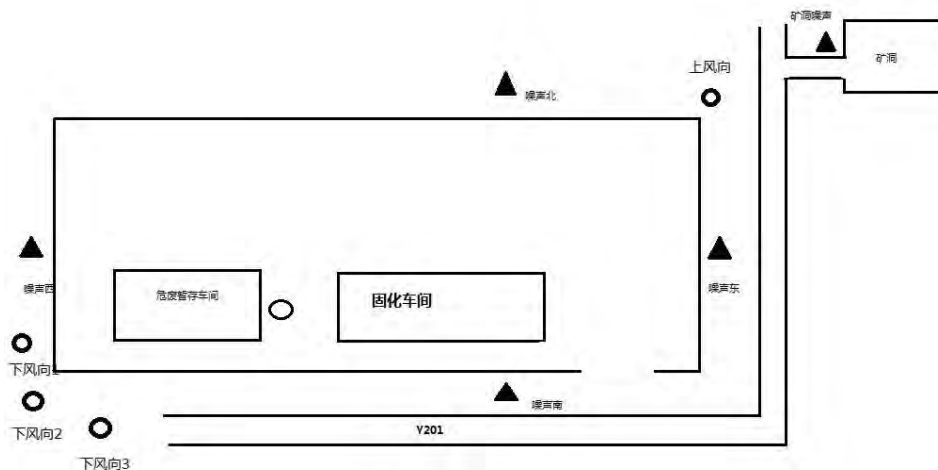 矿洞噪声
矿洞
上风向
噪声北
噪声西
危废暂存车间
固化车间
噪声东
下风向1
噪声南
下风向2
Y201
下风向3